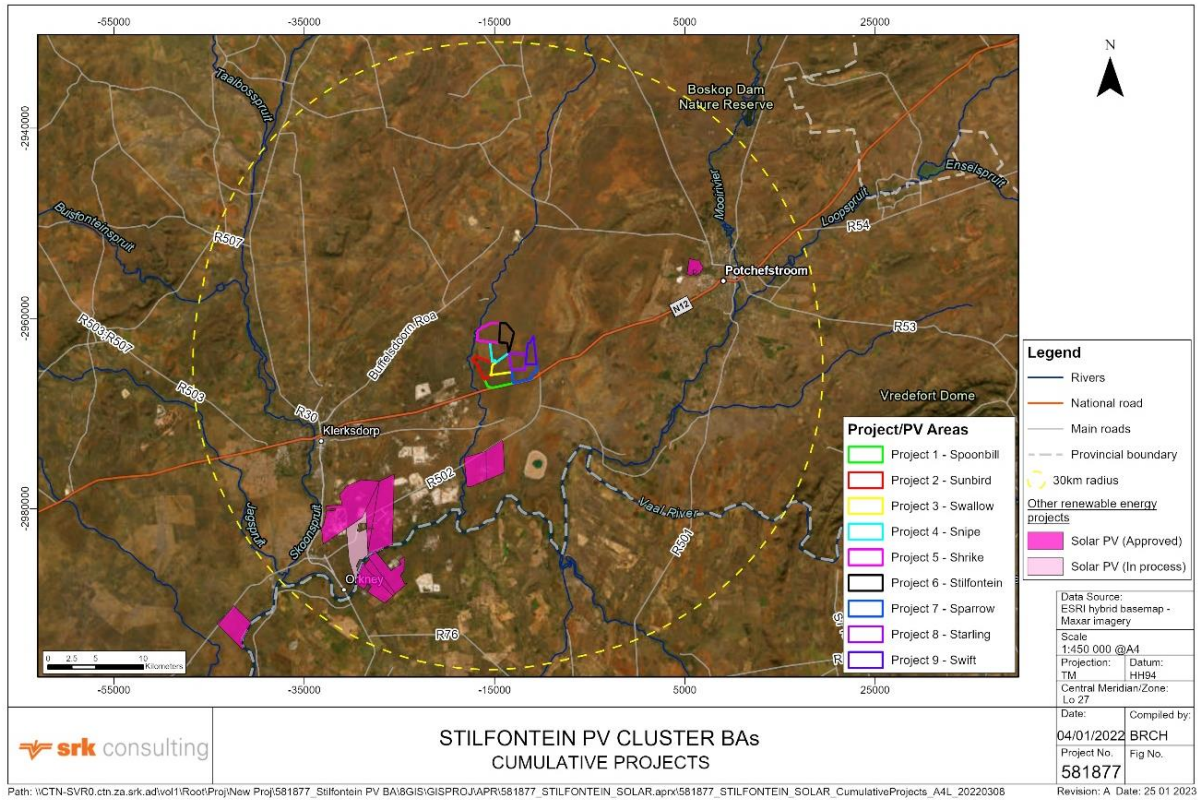 -55000 -35000 -15000 5000 25000
N
-2940000
-2960000
-2980000
Taalbosspruit
Boskop Dam
Nature Reserve
Enselspruit
Mooirivier
Loopspruit
R54
Buisfonteinspruit
R507
Potchefstroom
N12
R53
R503;R507
Buffelsdoorn Roa
R503
R30
Klerksdorp
Vredefort Dome
R502
Vaal River
Jagspruit
Skoonspruit
R501
Orkney
R76
0 2.5 5 10
Kilometers
-55000 -35000 -15000 5000 25000
Project/PV Areas
Project 1 - Spoonbill
Project 2 - Sunbird
Project 3 - Swallow
Project 4 - Snipe
Project 5 - Shrike
Project 6 - Stilfontein
Project 7 - Sparrow
Project 8 - Starling
Project 9 - Swift
Legend
Rivers
National road
Main roads
Provincial boundary
30km radius
Other renewable energy
projects
Solar PV (Approved)
Solar PV (In process)
Data Source:
ESRI hybrid basemap -
Maxar imagery
Scale
1:450 000 @A4
Projection: Datum:
TM HH94
Central Meridian/Zone:
Lo 27
Date: Compiled by:
04/01/2022 BRCH
Project No. Fig No.
581877
srk consulting
STILFONTEIN PV CLUSTER BAs
CUMULATIVE PROJECTS
Path: \\CTN-SVR0.ctn.za.srk.ad\vol1\Root\Proj\New Proj\581877_Stilfontein PV BA\8GIS\GISPROJ\APR\581877_STILFONTEIN_SOLAR.aprx\581877_STILFONTEIN_SOLAR_CumulativeProjects_A4L_20220308
Revision: A Date: 25 01 2023